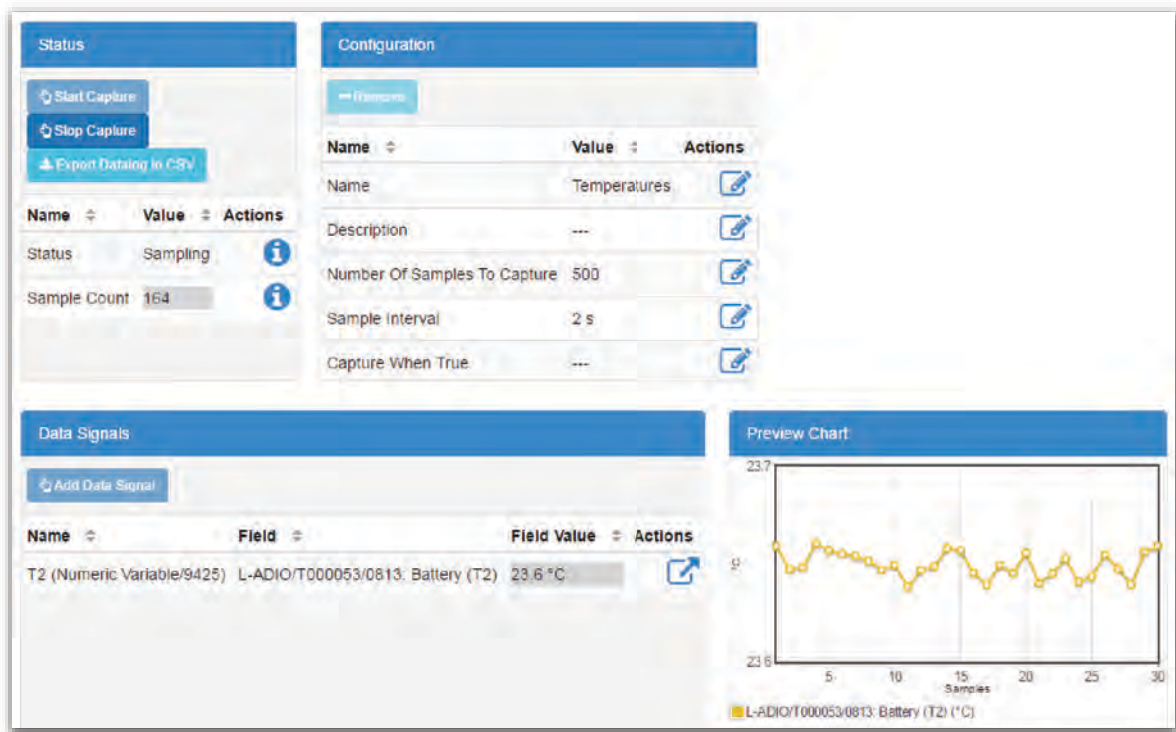 Status
Start Capture
Stop Capture
Export Datalog in CSV
Name Value Actions
Status Sampling
Sample Count 164
Configuration
Remove
Name Value Actions
Name Temperatures
Description ---
Number Of Samples To Capture 500
Sample Interval 2 s
Capture When True ---
Data Signals
Add Data Signal
Name Field Field Value Actions
T2 (Numeric Variable/9425) L-ADIO/T000053/0813: Battery (T2) 23.6 °C
Preview Chart
23.7
°C
23.6
5 10 15 20 25 30
Samples
L-ADIO/T000053/0813: Battery (T2) (°C)